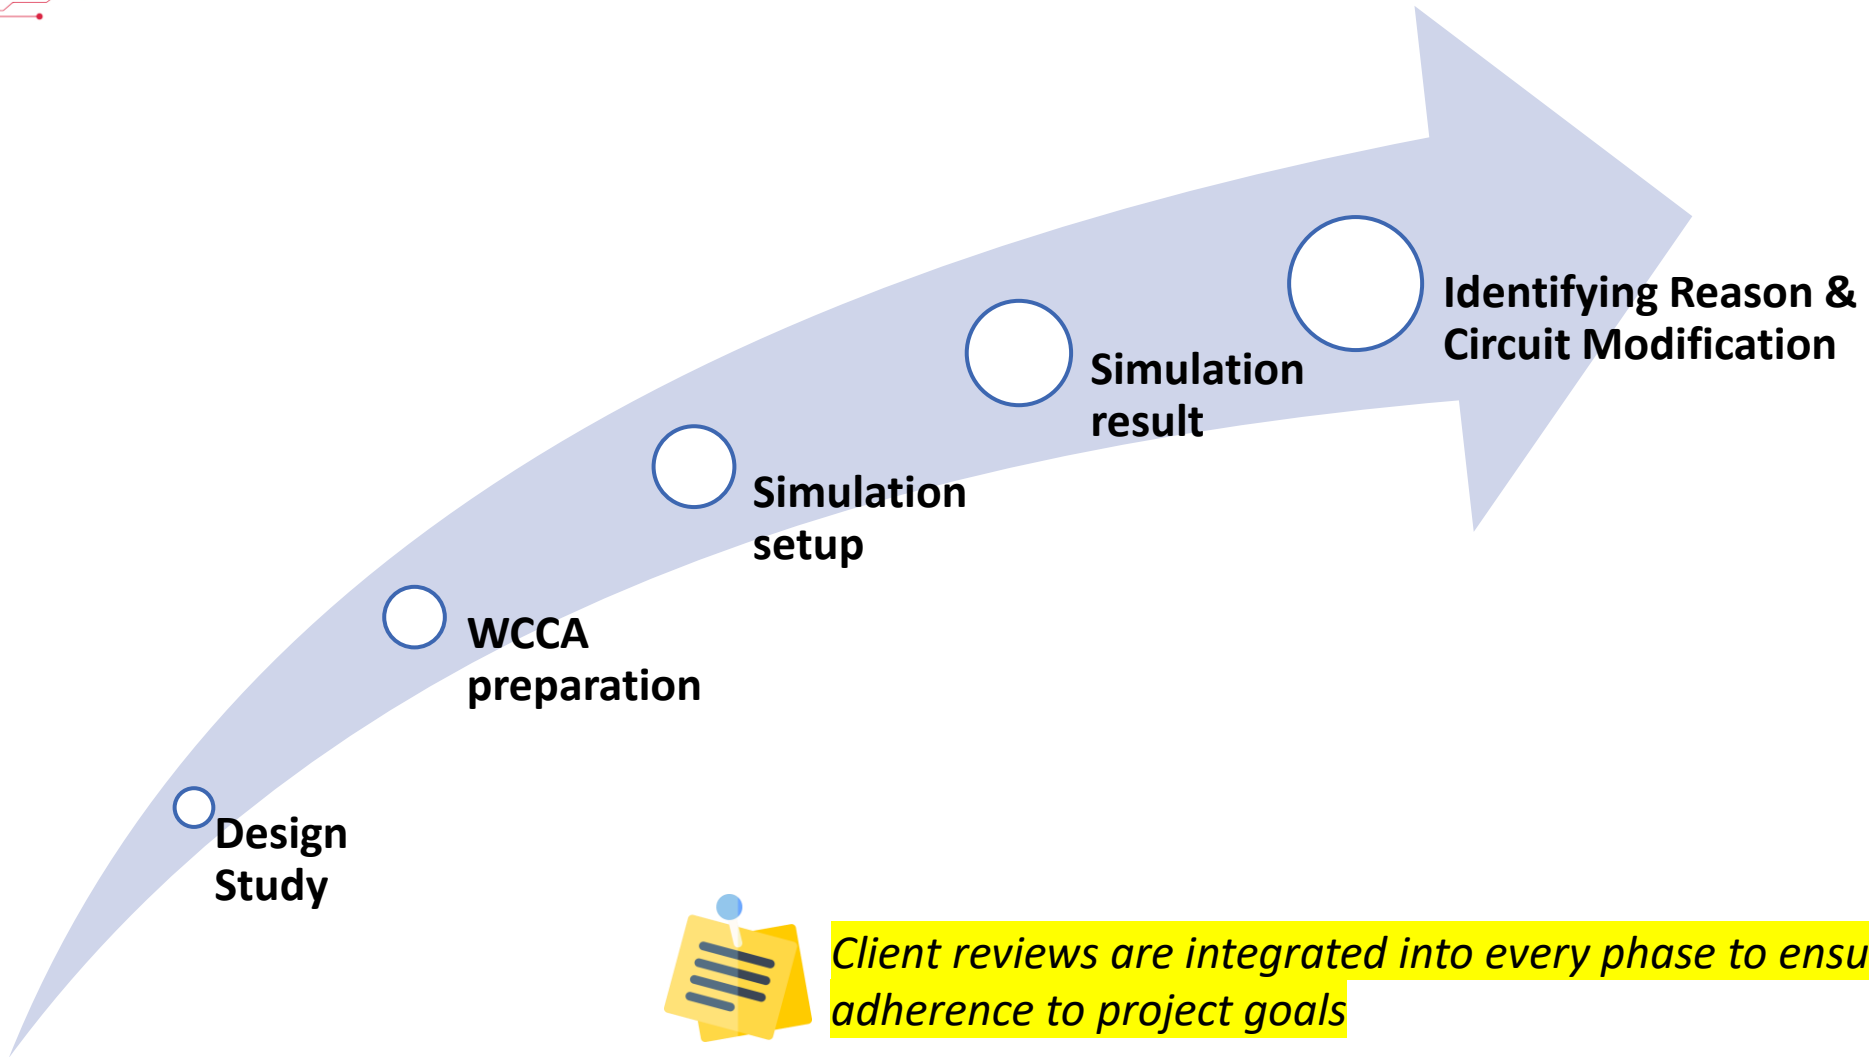 Design
Study
WCCA
preparation
Simulation
setup
Simulation
result
Identifying Reason &
Circuit Modification
Client reviews are integrated into every phase to ensu
adherence to project goals